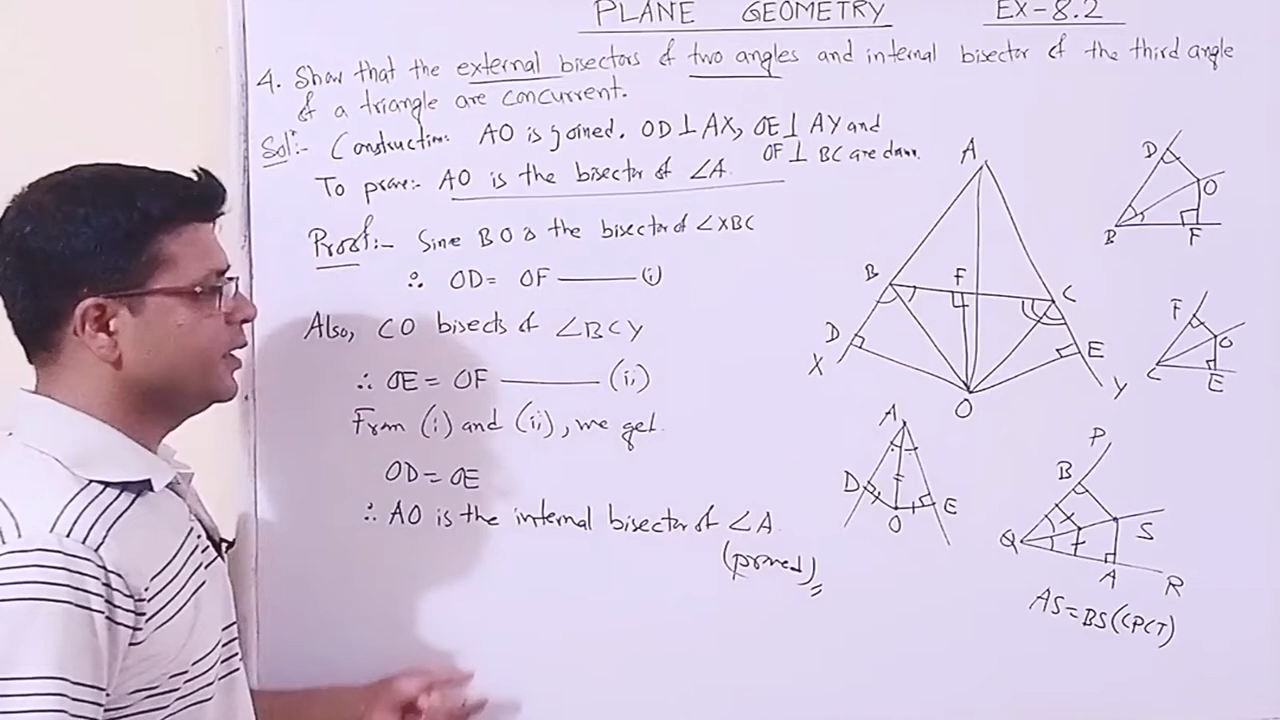 PLANE GEOMETRY EX-8.2
4. Show that the external bisectors of two angles and internal bisector of the third angle
of a triangle are concurrent.
Solⁿ:- Construction: AO is joined. OD ⊥ AX, OE ⊥ AY and
OF ⊥ BC are drawn.
To prove:- AO is the bisector of ∠A.
Proof:- Sine BO is the bisector of ∠XBC
∴ OD = OF ——— (i)
Also, CO bisects of ∠BCY
∴ OE = OF ——— (ii)
From (i) and (ii), we get
OD = OE
∴ AO is the internal bisector of ∠A.
(proved)
A
B F C
D E
X Y
O
D
O
B F
F
O
C E
A
D E
O
P
B
Q S
A R
AS = BS (CPCT)